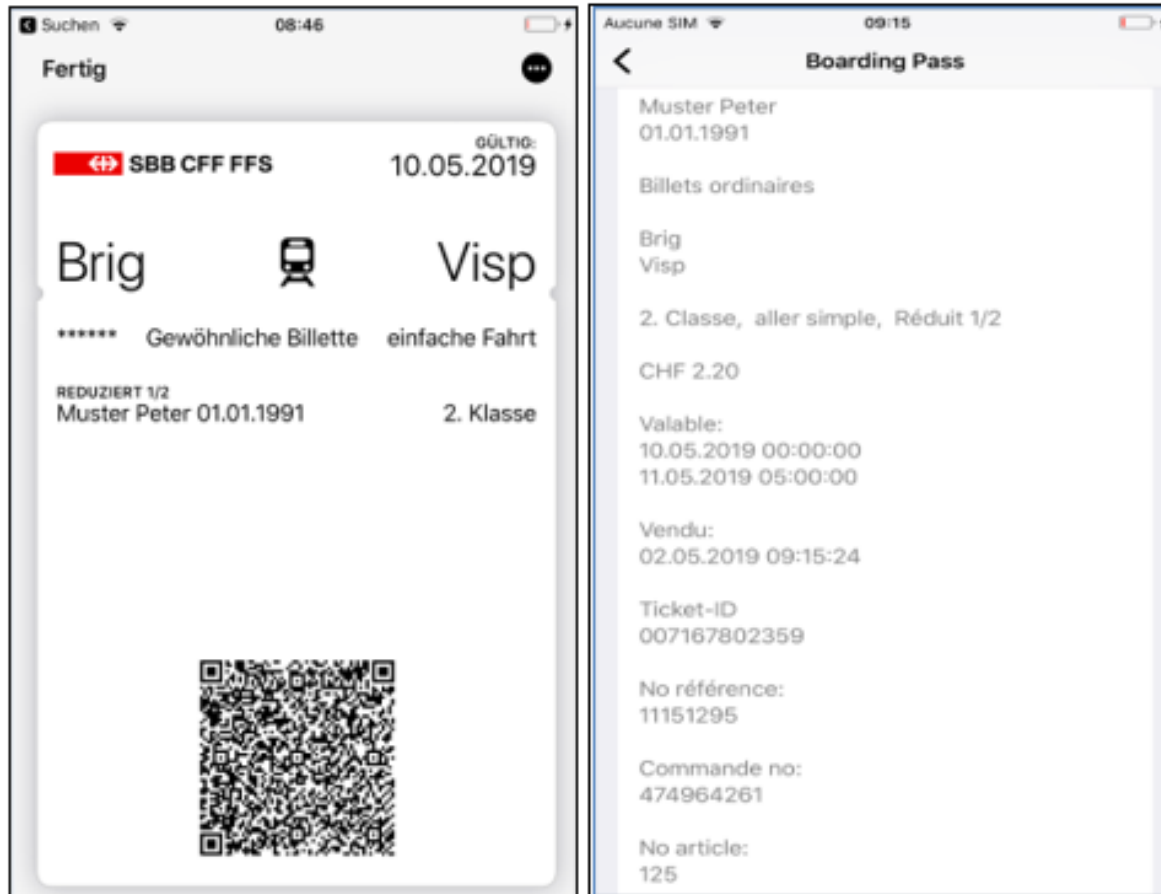 Suchen
08:46
Fertig
SBB CFF FFS
GÜLTIG:
10.05.2019
Brig
Visp
****** Gewöhnliche Billette einfache Fahrt
REDUZIERT 1/2
Muster Peter 01.01.1991 2. Klasse
Aucune SIM
09:15
Boarding Pass
Muster Peter
01.01.1991
Billets ordinaires
Brig
Visp
2. Classe, aller simple, Réduit 1/2
CHF 2.20
Valable:
10.05.2019 00:00:00
11.05.2019 05:00:00
Vendu:
02.05.2019 09:15:24
Ticket-ID
007167802359
No référence:
11151295
Commande no:
474964261
No article:
125